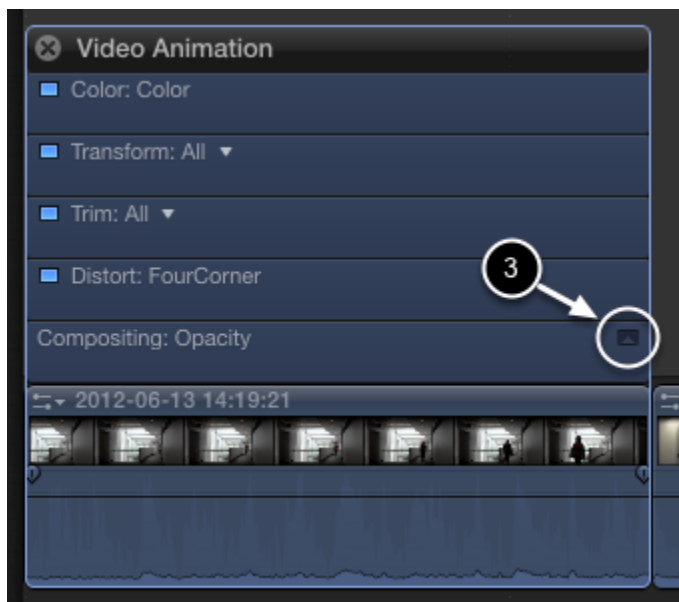 Video Animation
Color: Color
Transform: All
Trim: All
Distort: FourCorner
3
Compositing: Opacity
2012-06-13 14:19:21